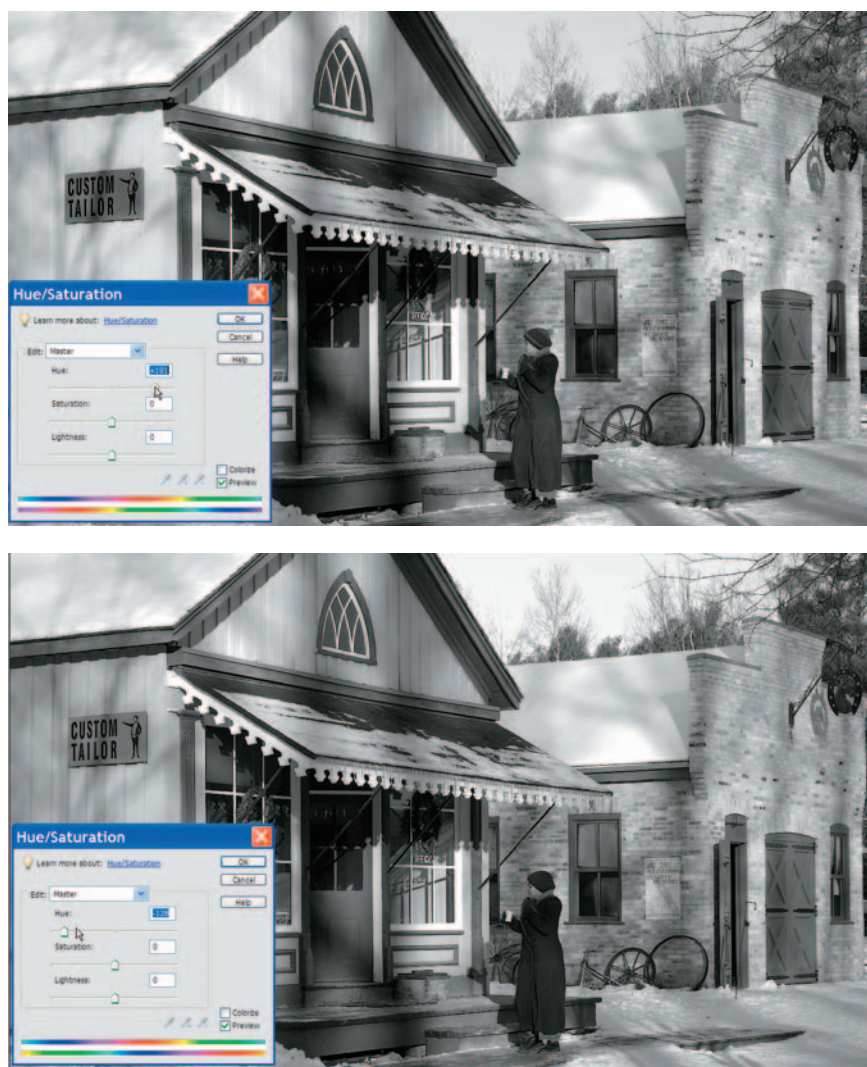 CUSTOM
TAILOR
OFFICE
Hue/Saturation
Learn more about: Hue/Saturation
OK
Cancel
Help
Edit: Master
Hue: +101
Saturation: 0
Lightness: 0
Colorize
Preview
CUSTOM
TAILOR
OFFICE
Hue/Saturation
Learn more about: Hue/Saturation
OK
Cancel
Help
Edit: Master
Hue:
Saturation: 0
Lightness: 0
Colorize
Preview